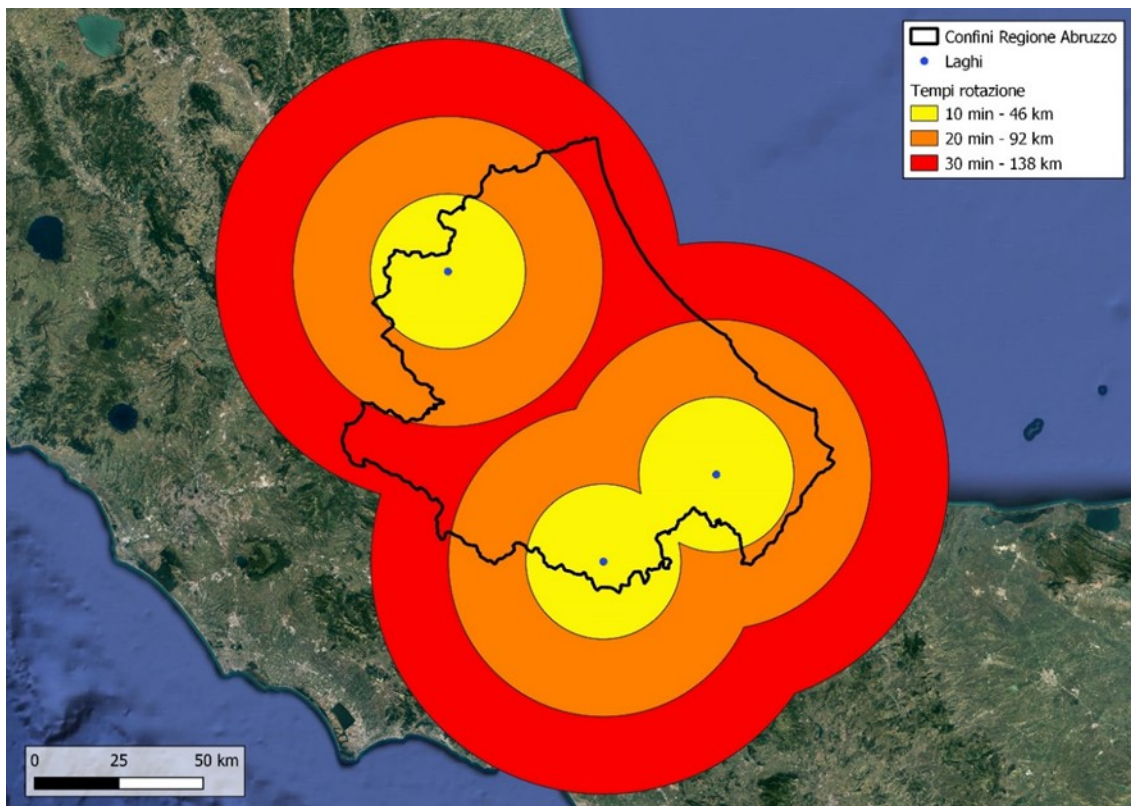 Confini Regione Abruzzo
Laghi
Tempi rotazione
10 min - 46 km
20 min - 92 km
30 min - 138 km
0 25 50 km